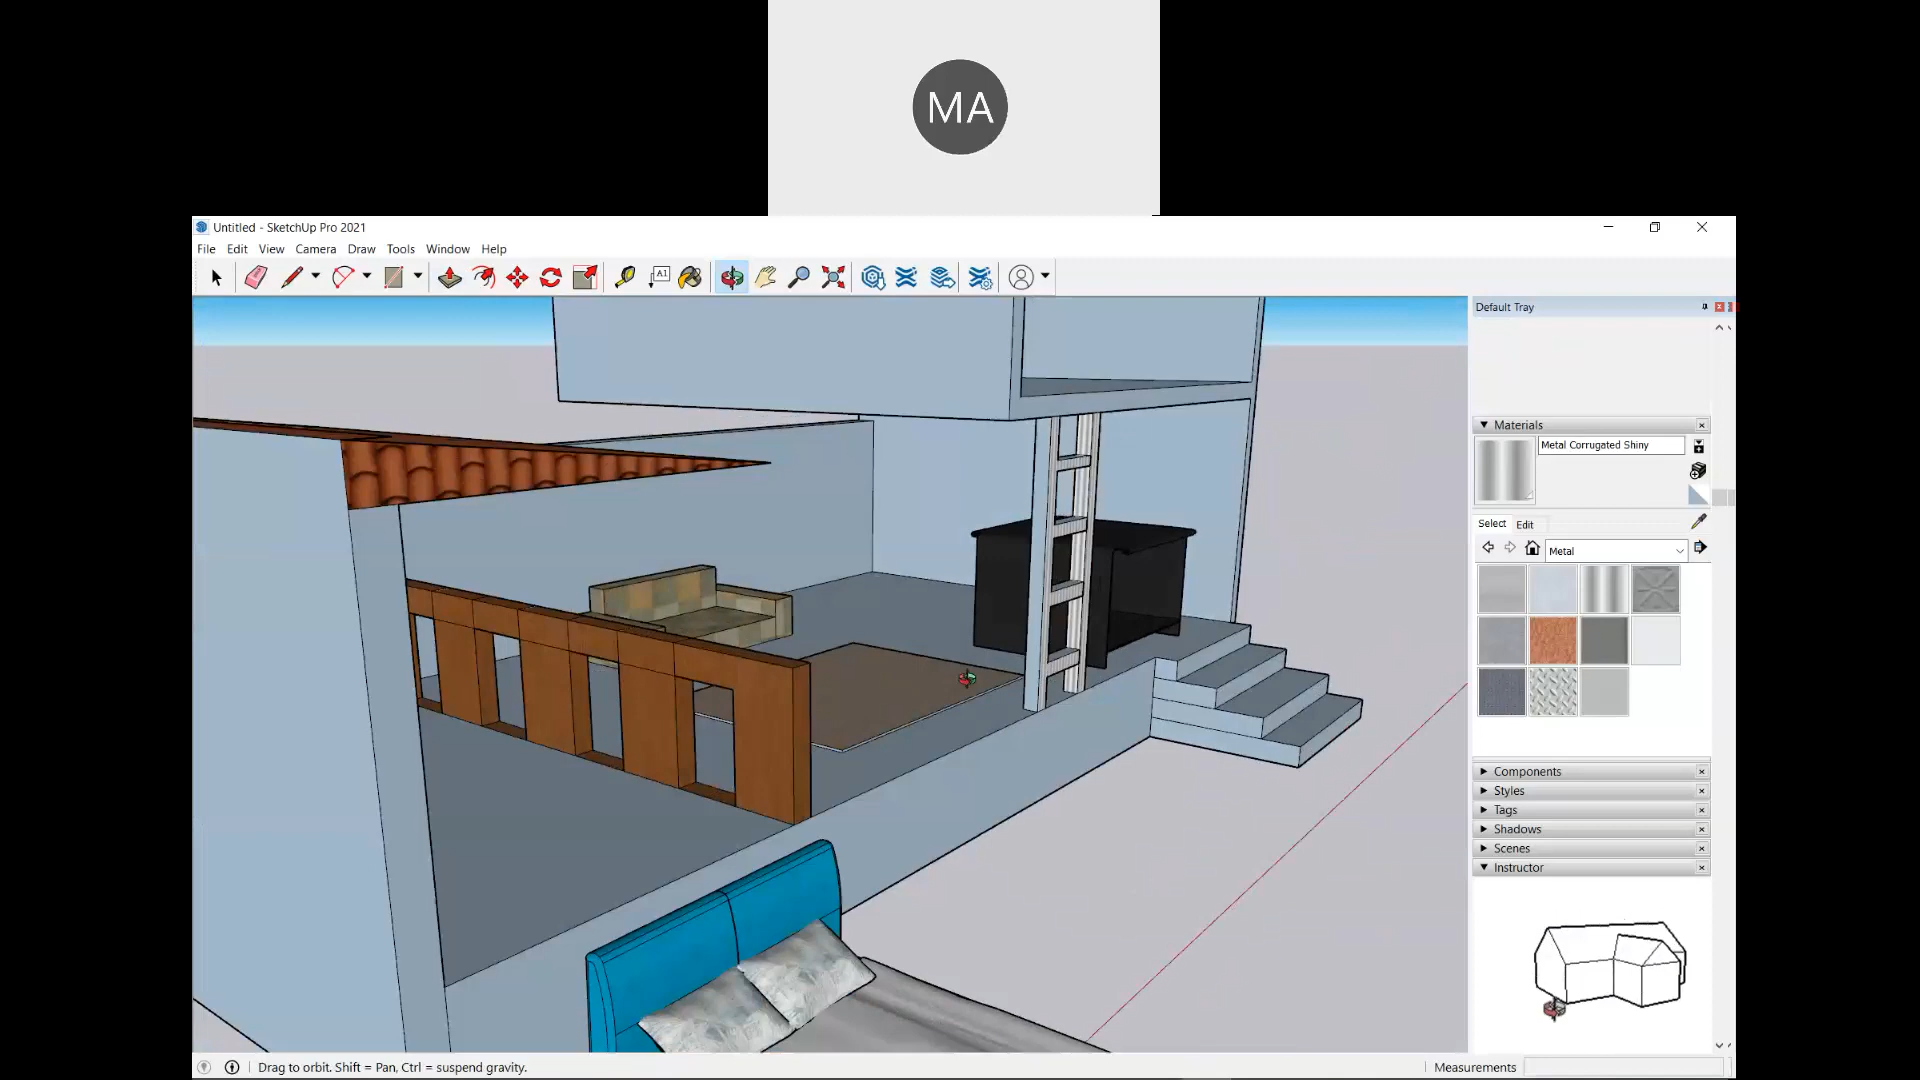 MA
Untitled - SketchUp Pro 2021
File Edit View Camera Draw Tools Window Help
A1
Default Tray
Materials
Metal Corrugated Shiny
Select Edit
Metal
Components
Styles
Tags
Shadows
Scenes
Instructor
Drag to orbit. Shift = Pan, Ctrl = suspend gravity.
Measurements